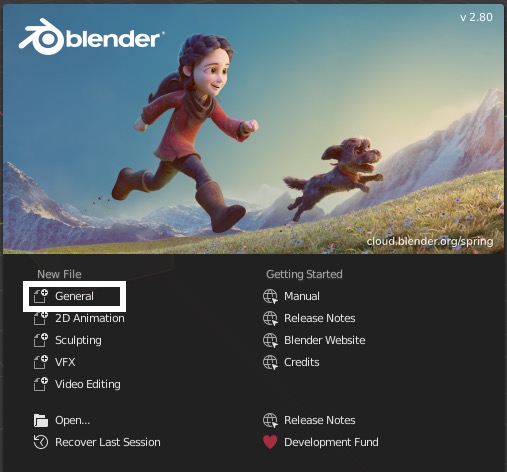 blender
v 2.80
cloud.blender.org/spring
New File
General
2D Animation
Sculpting
VFX
Video Editing
Open...
Recover Last Session
Getting Started
Manual
Release Notes
Blender Website
Credits
Release Notes
Development Fund